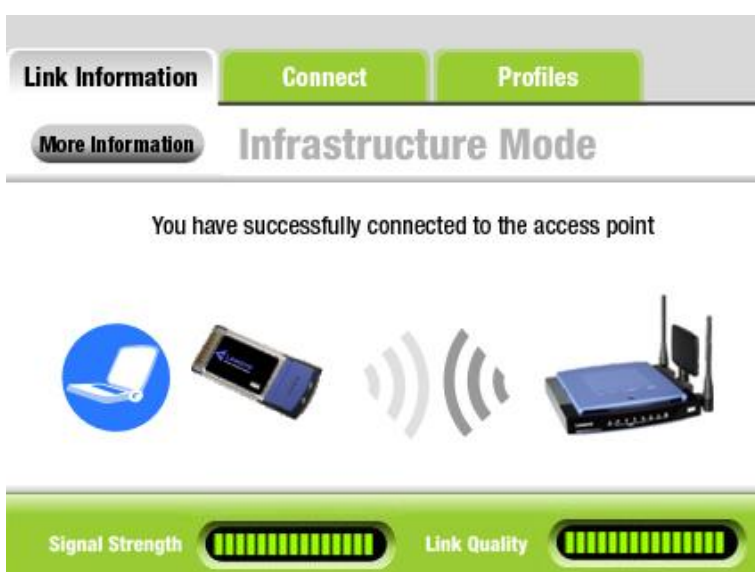 Link Information
Connect
Profiles
More Information
Infrastructure Mode
You have successfully connected to the access point
Signal Strength
Link Quality